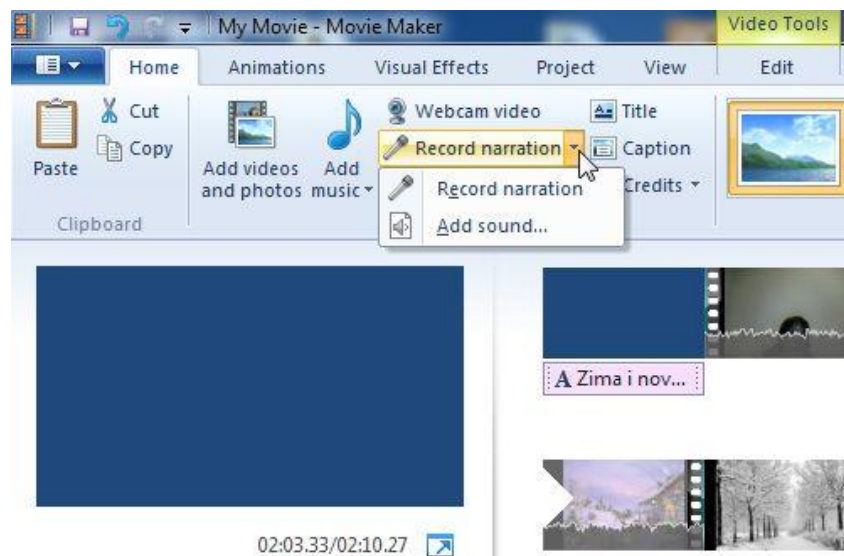 My Movie - Movie Maker
Video Tools
Home
Animations
Visual Effects
Project
View
Edit
Paste
Cut
Copy
Clipboard
Add videos
and photos
Add
music
Webcam video
Record narration
Title
Caption
Credits
Record narration
Add sound...
A Zima i nov...
02:03.33/02:10.27